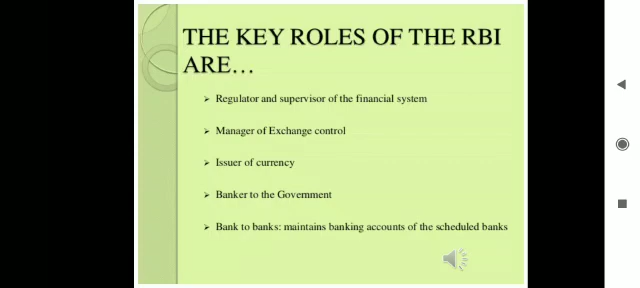 THE KEY ROLES OF THE RBI
ARE…
➢ Regulator and supervisor of the financial system
➢ Manager of Exchange control
➢ Issuer of currency
➢ Banker to the Government
➢ Bank to banks: maintains banking accounts of the scheduled banks